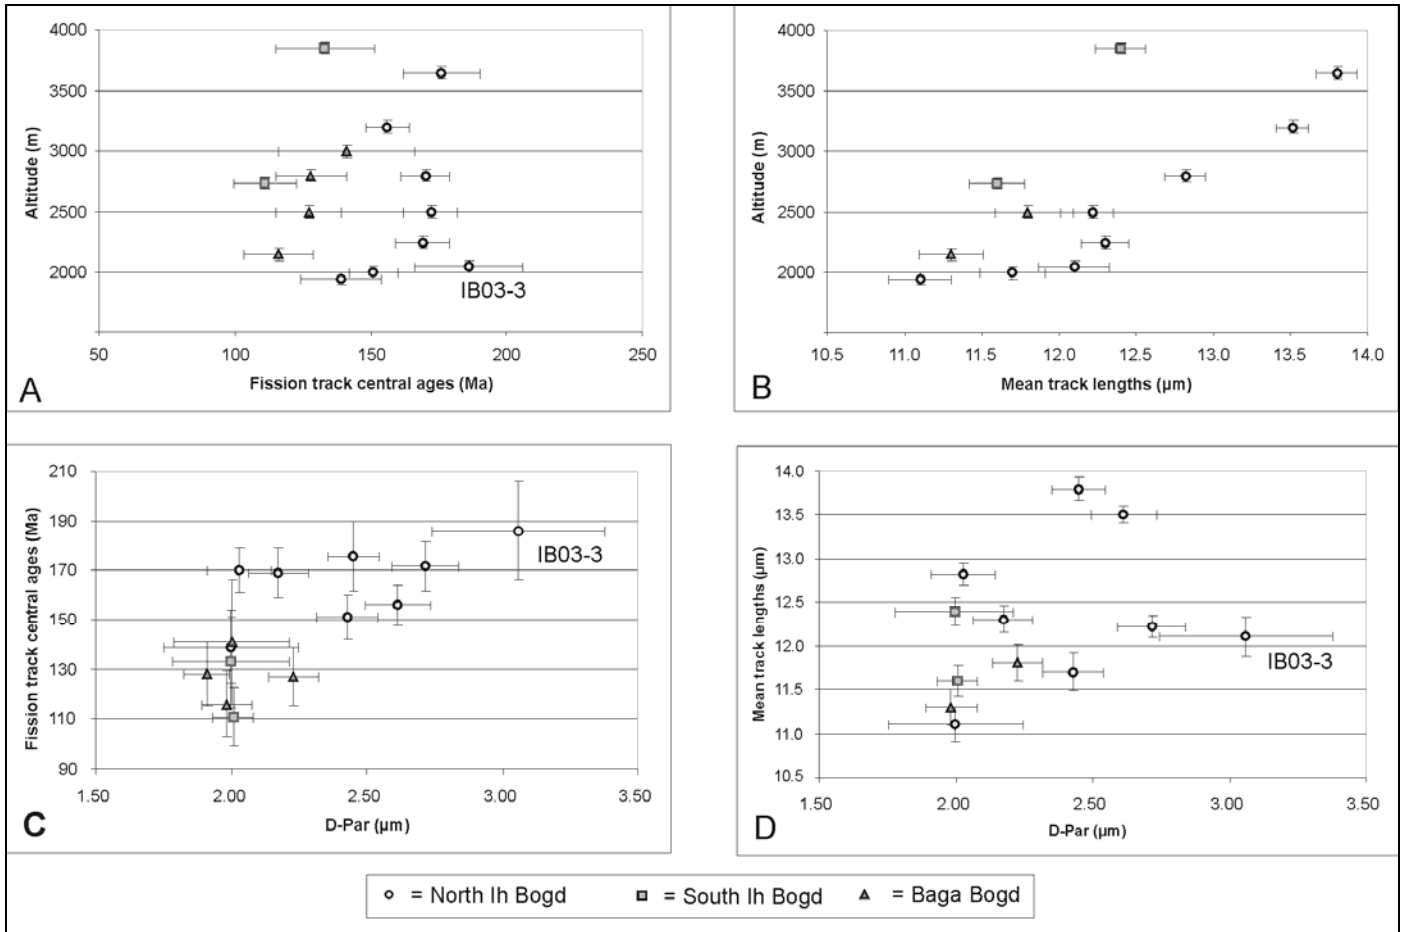 4000
3500
3000
2500
2000
Altitude (m)
IB03-3
50 100 150 200 250
Fission track central ages (Ma)
A
4000
3500
3000
2500
2000
Altitude (m)
10.5 11.0 11.5 12.0 12.5 13.0 13.5 14.0
Mean track lengths (µm)
B
210
190
170
150
130
110
90
Fission track central ages (Ma)
IB03-3
1.50 2.00 2.50 3.00 3.50
D-Par (µm)
C
14.0
13.5
13.0
12.5
12.0
11.5
11.0
10.5
Mean track lengths (µm)
IB03-3
1.50 2.00 2.50 3.00 3.50
D-Par (µm)
D
= North Ih Bogd = South Ih Bogd = Baga Bogd